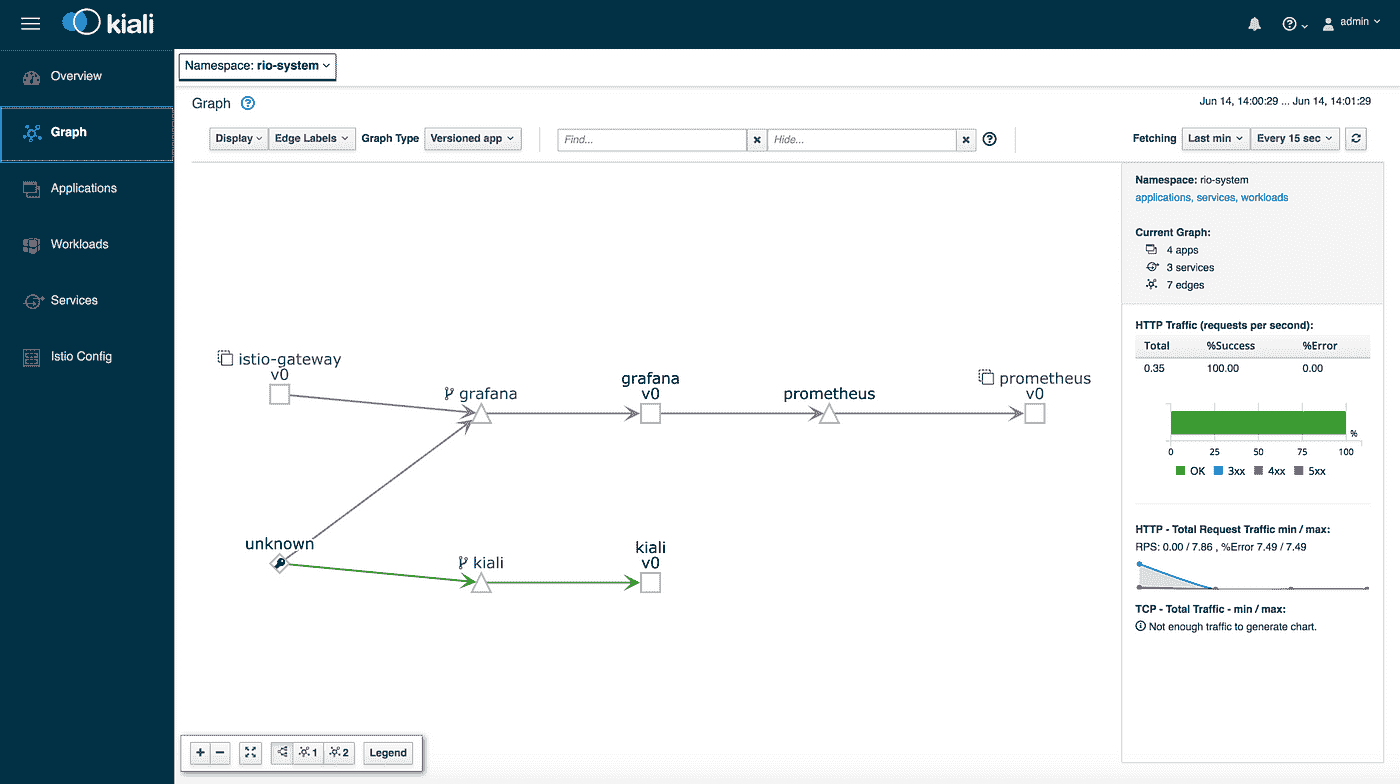 kiali
admin
Overview
Graph
Applications
Workloads
Services
Istio Config
Namespace: rio-system
Graph
Jun 14, 14:00:29 ... Jun 14, 14:01:29
Display Edge Labels Graph Type Versioned app Find... Hide... Fetching Last min Every 15 sec
istio-gateway
v0
grafana
grafana
v0
prometheus
prometheus
v0
unknown
kiali
kiali
v0
Namespace: rio-system
applications, services, workloads
Current Graph:
4 apps
3 services
7 edges
HTTP Traffic (requests per second):
Total %Success %Error
0.35 100.00 0.00
%
0 25 50 75 100
OK 3xx 4xx 5xx
HTTP - Total Request Traffic min / max:
RPS: 0.00 / 7.86 , %Error 7.49 / 7.49
TCP - Total Traffic - min / max:
Not enough traffic to generate chart.
+ − 1 2 Legend